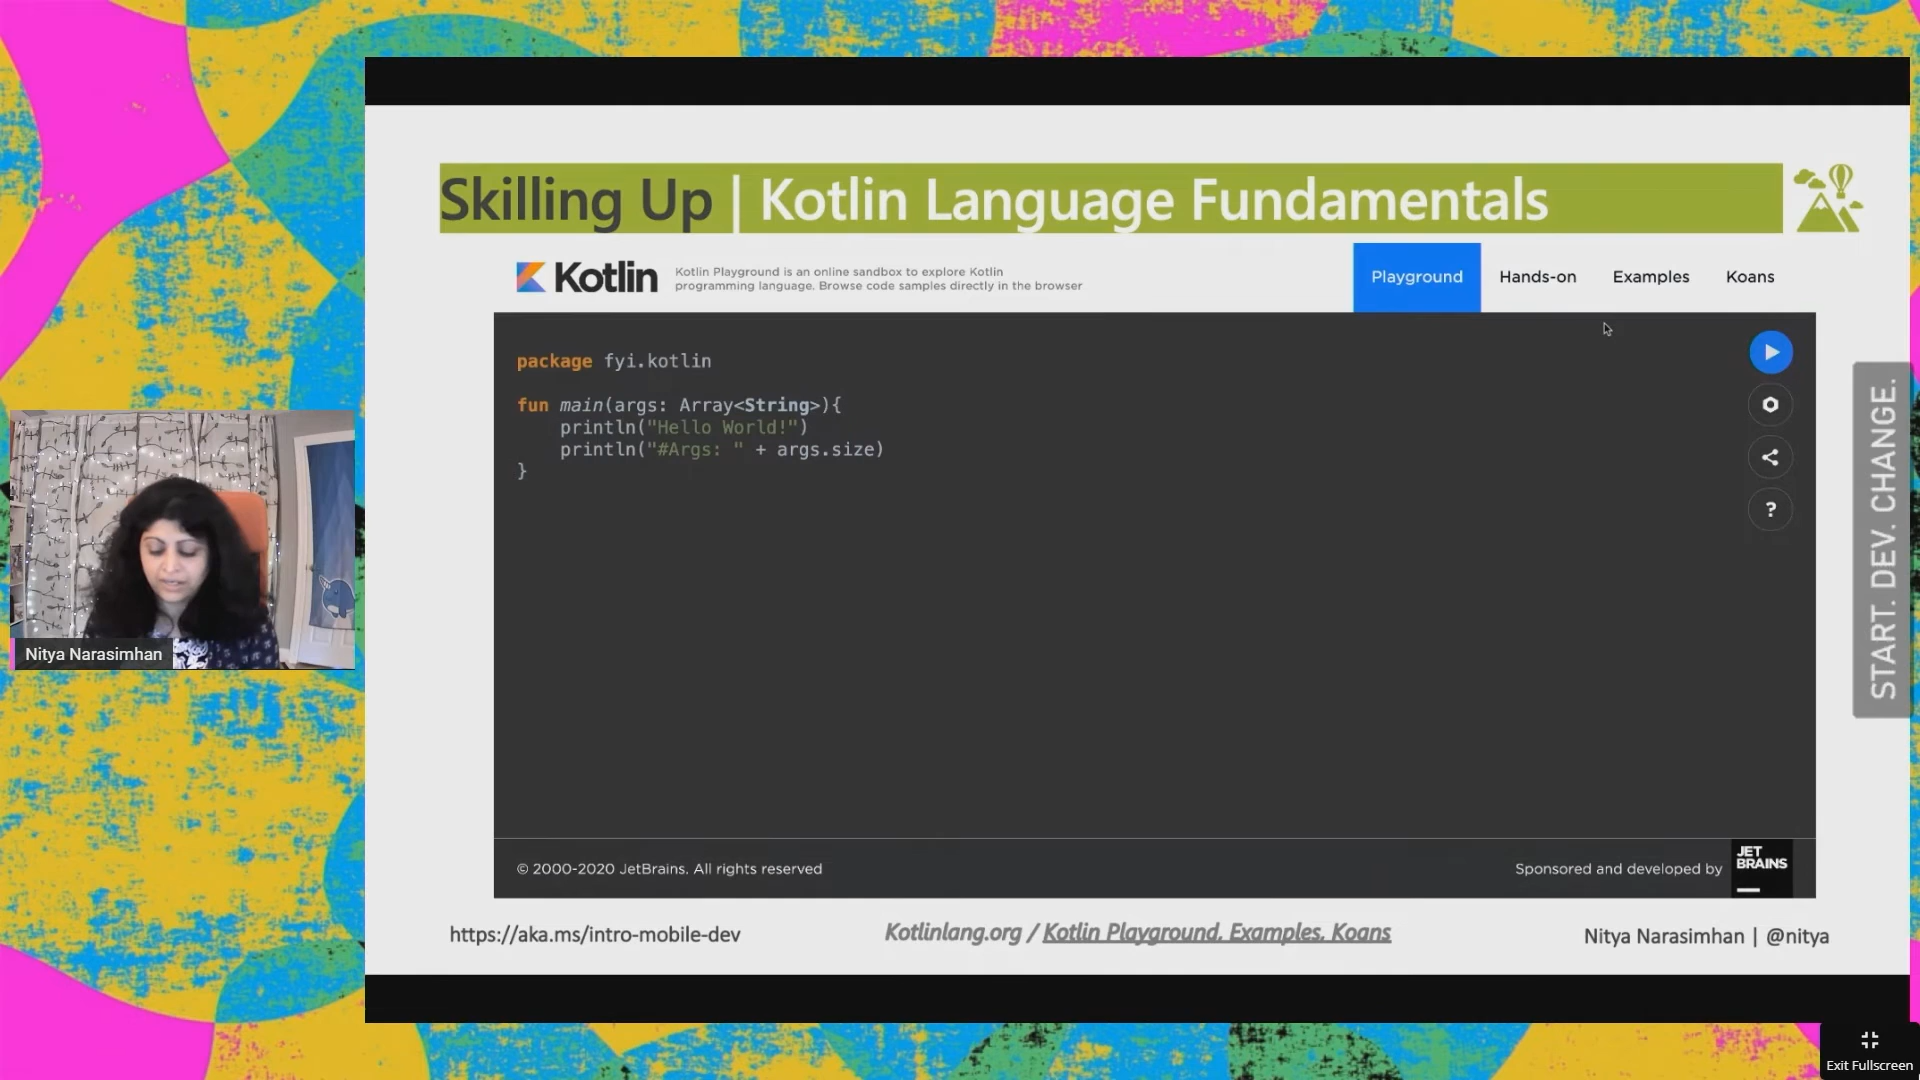 Skilling Up | Kotlin Language Fundamentals
Kotlin
Kotlin Playground is an online sandbox to explore Kotlin
programming language. Browse code samples directly in the browser
Playground
Hands-on
Examples
Koans
package fyi.kotlin
fun main(args: Array<String>){
    println("Hello World!")
    println("#Args: " + args.size)
}
?
START. DEV. CHANGE.
Nitya Narasimhan
© 2000-2020 JetBrains. All rights reserved
Sponsored and developed by
JET
BRAINS
https://aka.ms/intro-mobile-dev
Kotlinlang.org / Kotlin Playground, Examples, Koans
Nitya Narasimhan | @nitya
Exit Fullscreen